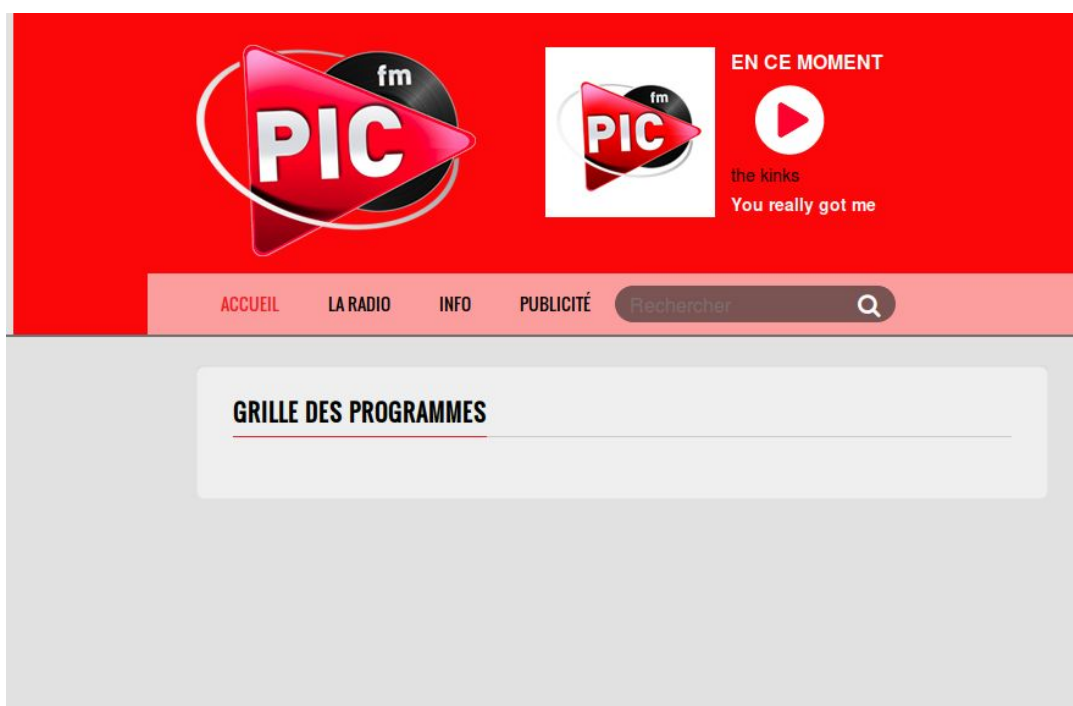 fm
PIC
fm
PIC
EN CE MOMENT
the kinks
You really got me
ACCUEIL LA RADIO INFO PUBLICITÉ Rechercher
GRILLE DES PROGRAMMES